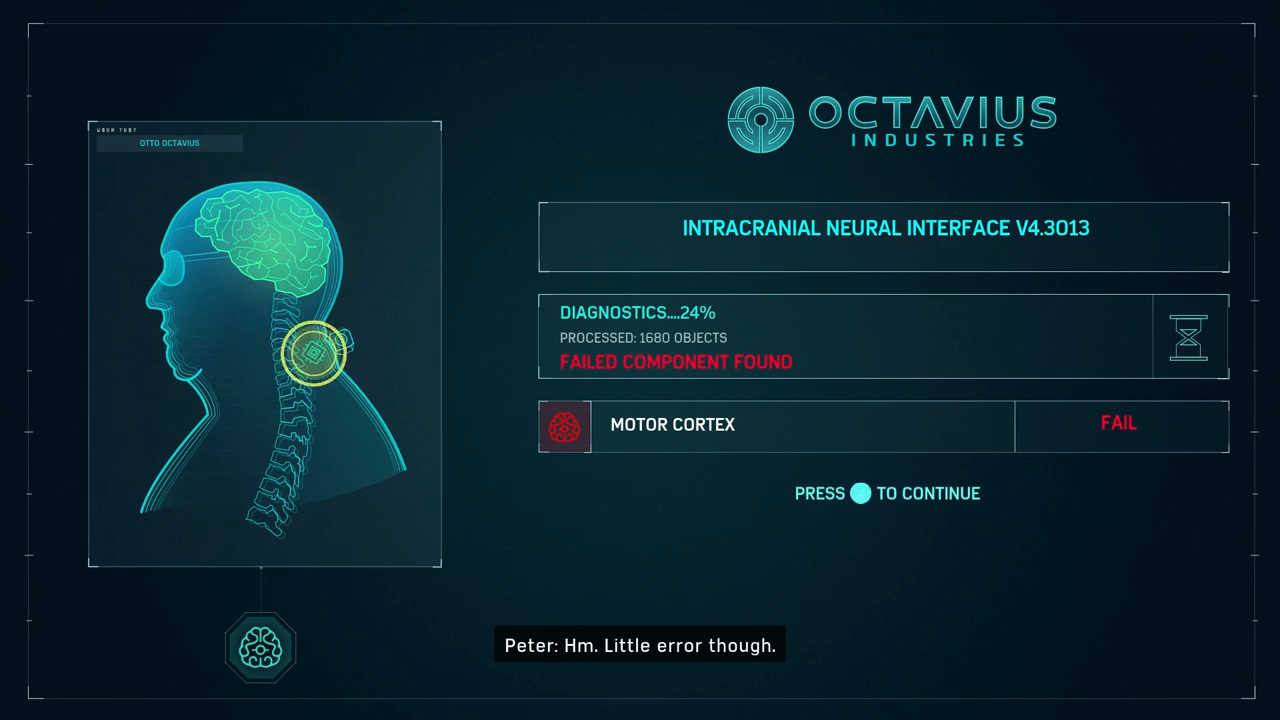 USER TEST
OTTO OCTAVIUS
OCTAVIUS
INDUSTRIES
INTRACRANIAL NEURAL INTERFACE V4.3013
DIAGNOSTICS....24%
PROCESSED: 1680 OBJECTS
FAILED COMPONENT FOUND
MOTOR CORTEX
FAIL
PRESS TO CONTINUE
Peter: Hm. Little error though.